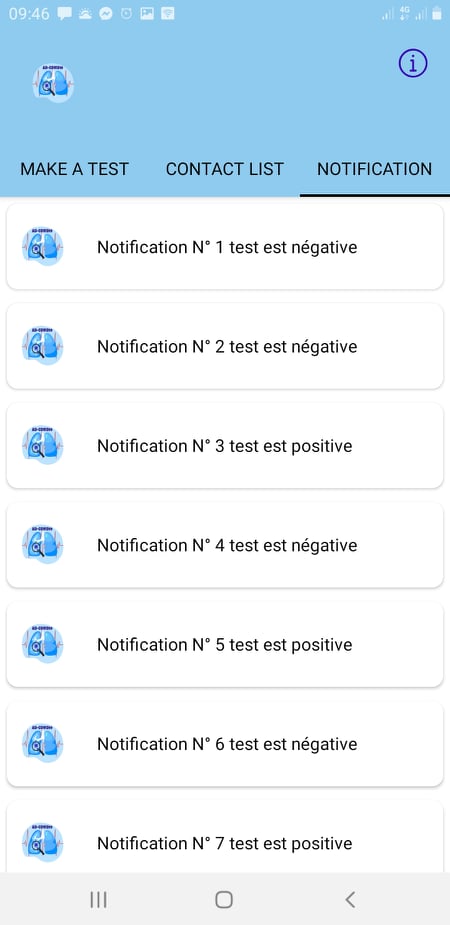 09:46
4G
MAKE A TEST CONTACT LIST NOTIFICATION
Notification N° 1 test est négative
Notification N° 2 test est négative
Notification N° 3 test est positive
Notification N° 4 test est négative
Notification N° 5 test est positive
Notification N° 6 test est négative
Notification N° 7 test est positive